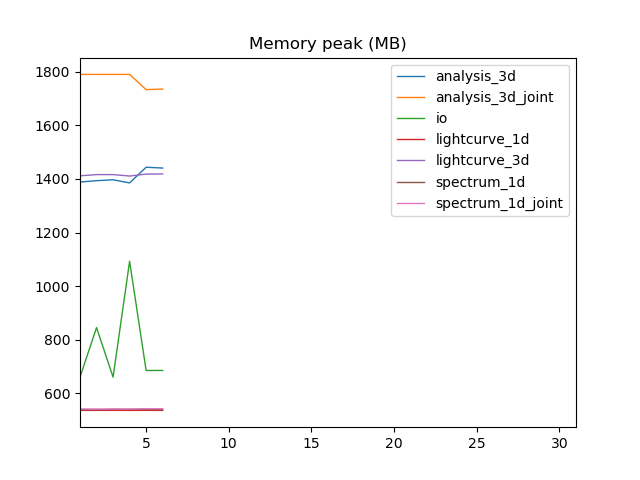 Memory peak (MB)
1800
1600
1400
1200
1000
800
600
5
10
15
20
25
30
analysis_3d
analysis_3d_joint
io
lightcurve_1d
lightcurve_3d
spectrum_1d
spectrum_1d_joint